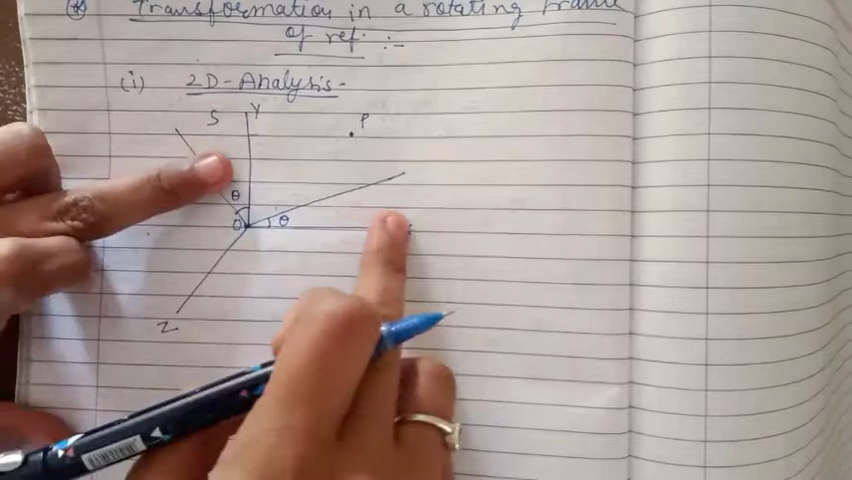 Transformation in a rotating frame
of ref. :-
(i) 2D-Analysis-
S Y P
θ
O θ
Z